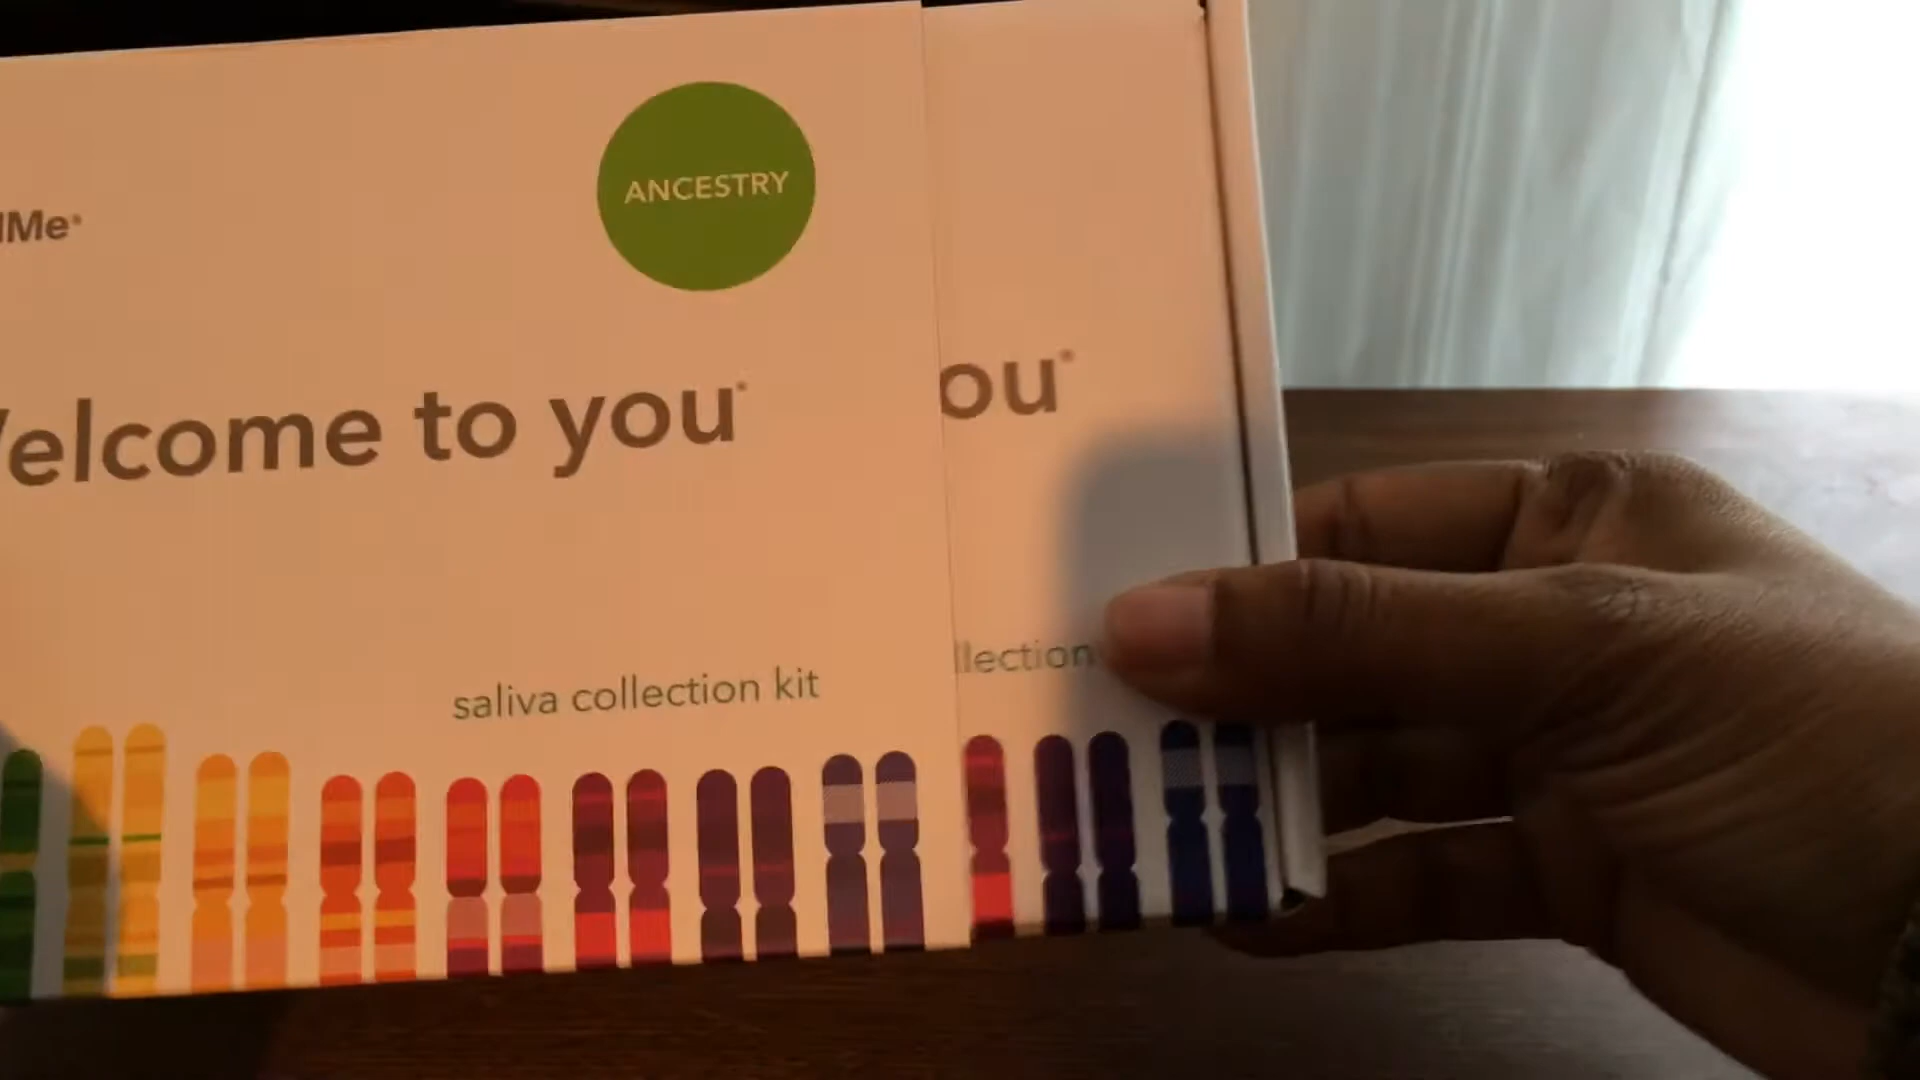 ANCESTRY
Me®
elcome to you®
ou®
saliva collection kit
llection